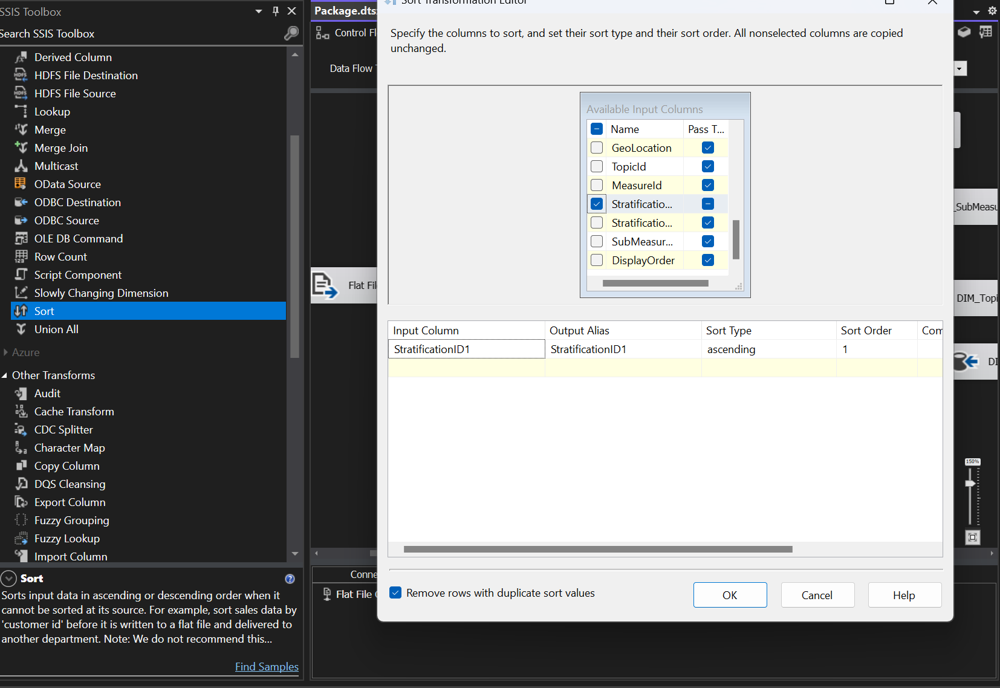 SSIS Toolbox
Search SSIS Toolbox
Derived Column
HDFS File Destination
HDFS File Source
Lookup
Merge
Merge Join
Multicast
OData Source
ODBC Destination
ODBC Source
OLE DB Command
Row Count
Script Component
Slowly Changing Dimension
Sort
Union All
Azure
Other Transforms
Audit
Cache Transform
CDC Splitter
Character Map
Copy Column
DQS Cleansing
Export Column
Fuzzy Grouping
Fuzzy Lookup
Import Column
Sort
Sorts input data in ascending or descending order when it
cannot be sorted at its source. For example, sort sales data by
'customer id' before it is written to a flat file and delivered to
another department. Note: We do not recommend this...
Find Samples
Package.dts
Control Fl
Data Flow
Flat Fil
Conne
Flat File
Sort Transformation Editor
Specify the columns to sort, and set their sort type and their sort order. All nonselected columns are copied
unchanged.
Available Input Columns
Name Pass T...
GeoLocation
TopicId
MeasureId
Stratificatio...
Stratificatio...
SubMeasur...
DisplayOrder
Input Column Output Alias Sort Type Sort Order Com
StratificationID1 StratificationID1 ascending 1
Remove rows with duplicate sort values
OK Cancel Help
_SubMeasu
DIM_Topi
DI
150%